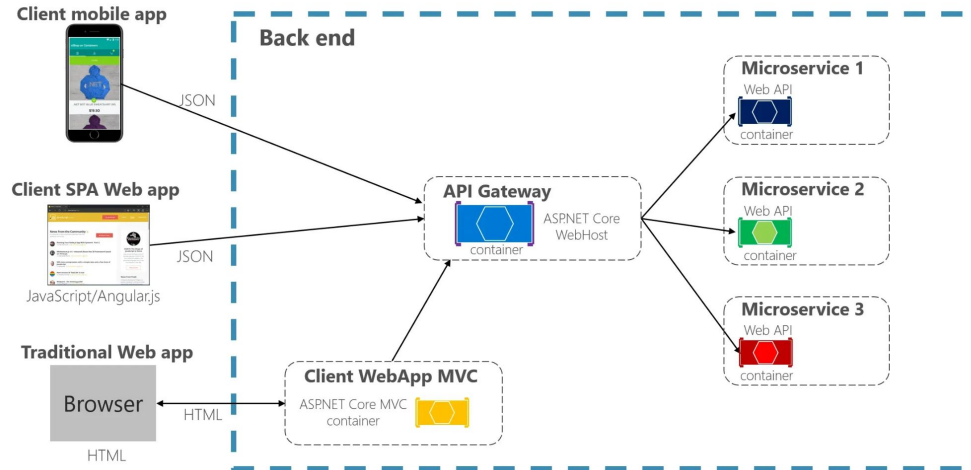 Client mobile app
JSON
Client SPA Web app
JSON
JavaScript/Angular.js
Traditional Web app
Browser
HTML
HTML
Back end
API Gateway
ASP.NET Core
WebHost
container
Client WebApp MVC
ASP.NET Core MVC
container
Microservice 1
Web API
container
Microservice 2
Web API
container
Microservice 3
Web API
container